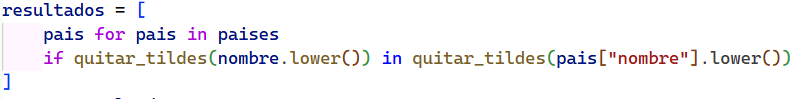 resultados = [
    pais for pais in paises
    if quitar_tildes(nombre.lower()) in quitar_tildes(pais["nombre"].lower())
]